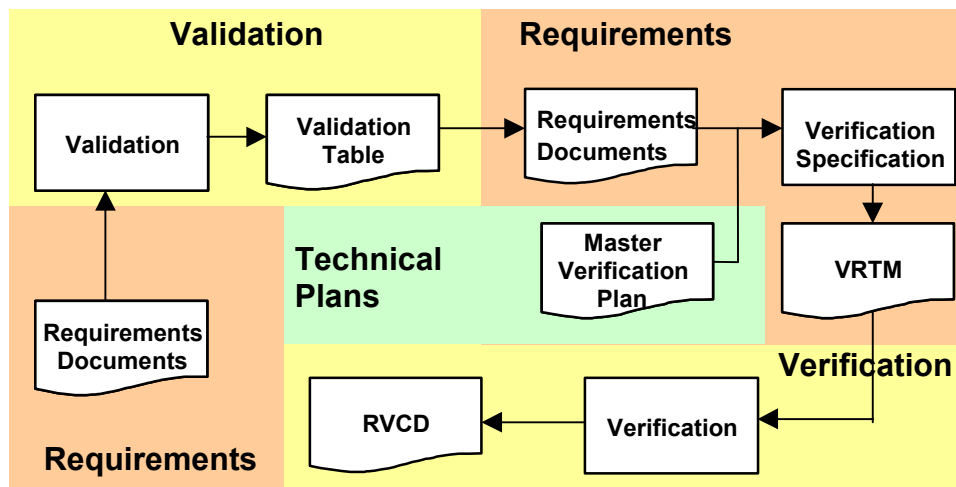 Validation
Requirements
Validation
Validation
Table
Requirements
Documents
Verification
Specification
Technical
Plans
Master
Verification
Plan
VRTM
Requirements
Documents
Verification
RVCD
Verification
Requirements